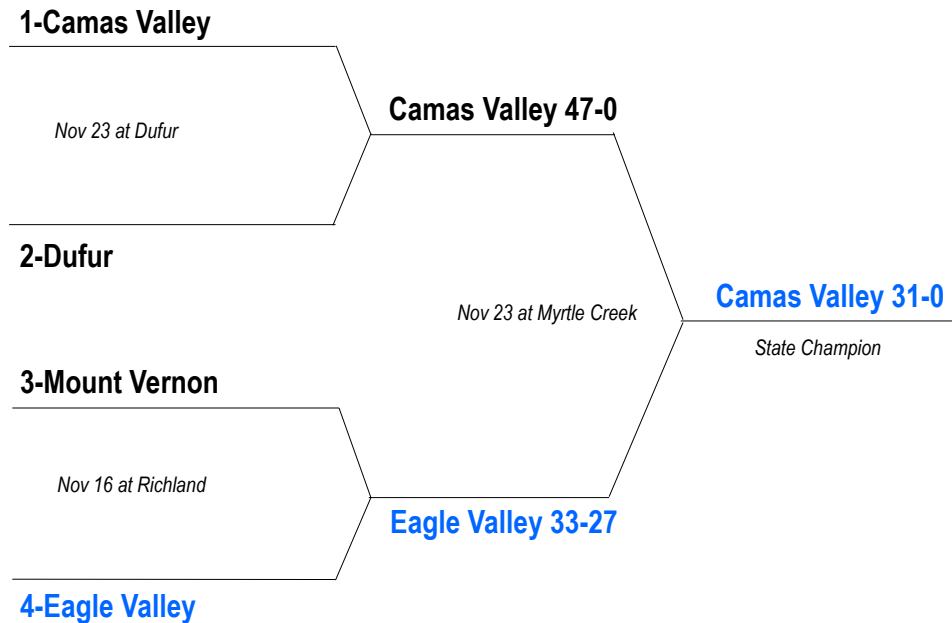 1-Camas Valley
Nov 23 at Dufur
Camas Valley 47-0
2-Dufur
Nov 23 at Myrtle Creek
Camas Valley 31-0
State Champion
3-Mount Vernon
Nov 16 at Richland
Eagle Valley 33-27
4-Eagle Valley